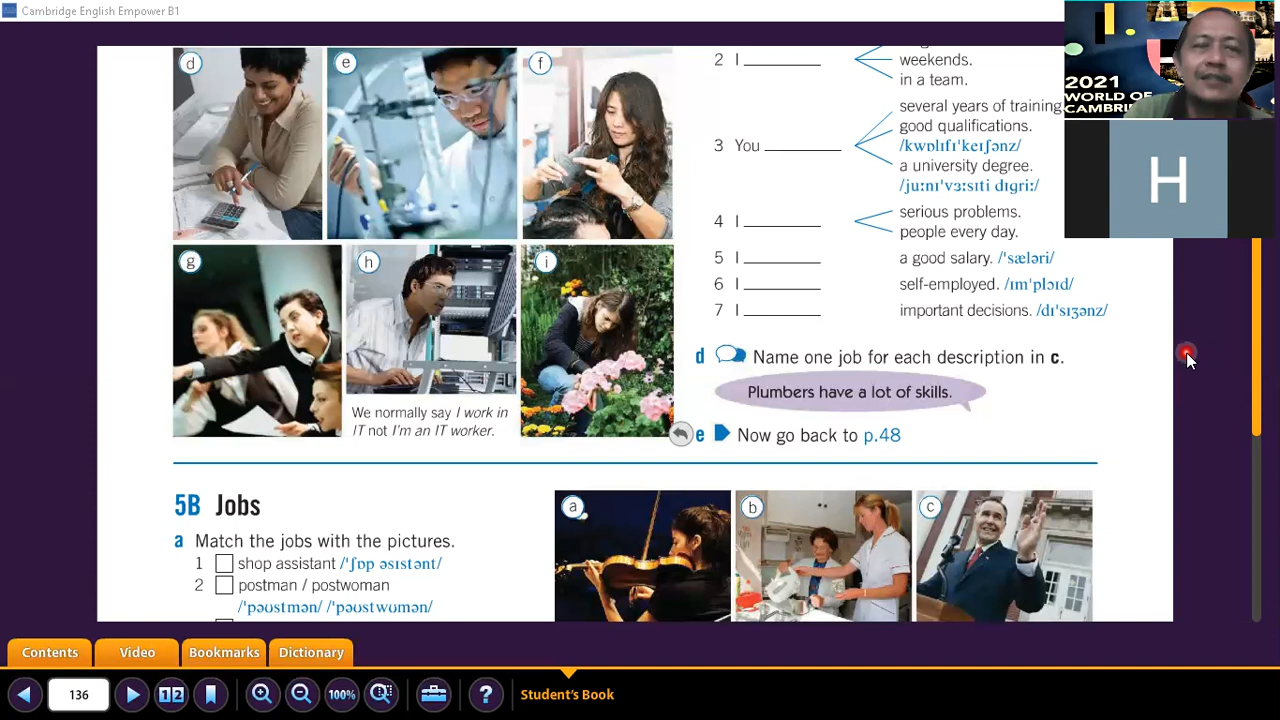 Cambridge English Empower B1
d
e
f
g
h
i
We normally say I work in
IT not I'm an IT worker.
2 I ________ weekends.
in a team.
several years of training
good qualifications.
3 You ________ /kwɒlɪfɪˈkeɪʃənz/
a university degree.
/juːnɪˈvɜːsɪti dɪgriː/
serious problems.
4 I ________
people every day.
5 I ________ a good salary. /ˈsæləri/
6 I ________ self-employed. /ɪmˈplɔɪd/
7 I ________ important decisions. /dɪˈsɪʒənz/
d Name one job for each description in c.
Plumbers have a lot of skills.
e Now go back to p.48
5B Jobs
a Match the jobs with the pictures.
1 shop assistant /ˈʃɒp əsɪstənt/
2 postman / postwoman
/ˈpəʊstmən/ /ˈpəʊstwʊmən/
a
b
c
2021
WORLD OF
CAMBRI
H
Contents Video Bookmarks Dictionary
136 12 100% ? Student's Book